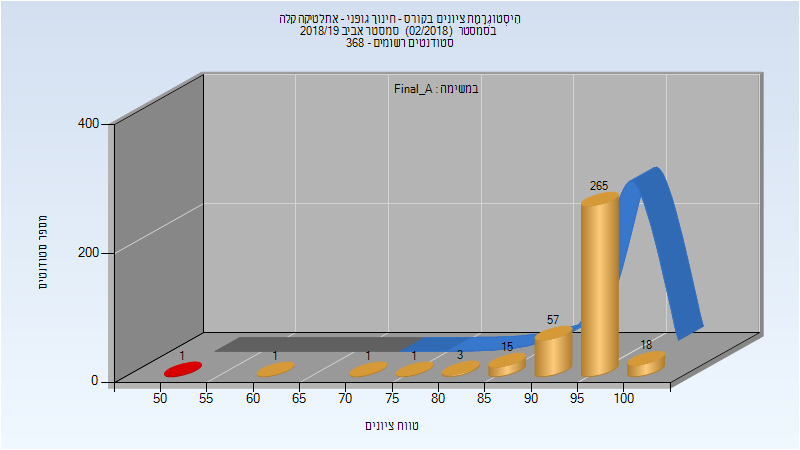 היסטוגרמת ציונים בקורס - חינוך גופני - אתלטיקה קלה
בסמסטר (02/2018) סמסטר אביב 2018/19
סטודנטים רשומים - 368
במשימה : Final_A
400
200
0
מספר סטודנטים
1
1
1
1
3
15
57
265
18
50 55 60 65 70 75 80 85 90 95 100
טווח ציונים